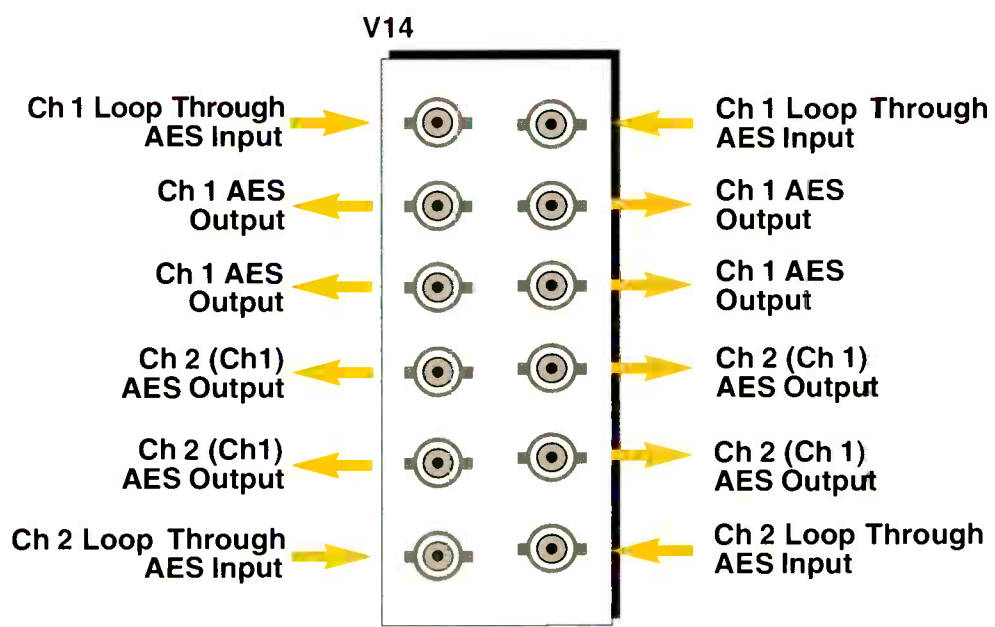 V14
Ch 1 Loop Through
AES Input
Ch 1 Loop Through
AES Input
Ch 1 AES
Output
Ch 1 AES
Output
Ch 1 AES
Output
Ch 1 AES
Output
Ch 2 (Ch1)
AES Output
Ch 2 (Ch 1)
AES Output
Ch 2 (Ch1)
AES Output
Ch 2 (Ch 1)
AES Output
Ch 2 Loop Through
AES Input
Ch 2 Loop Through
AES Input